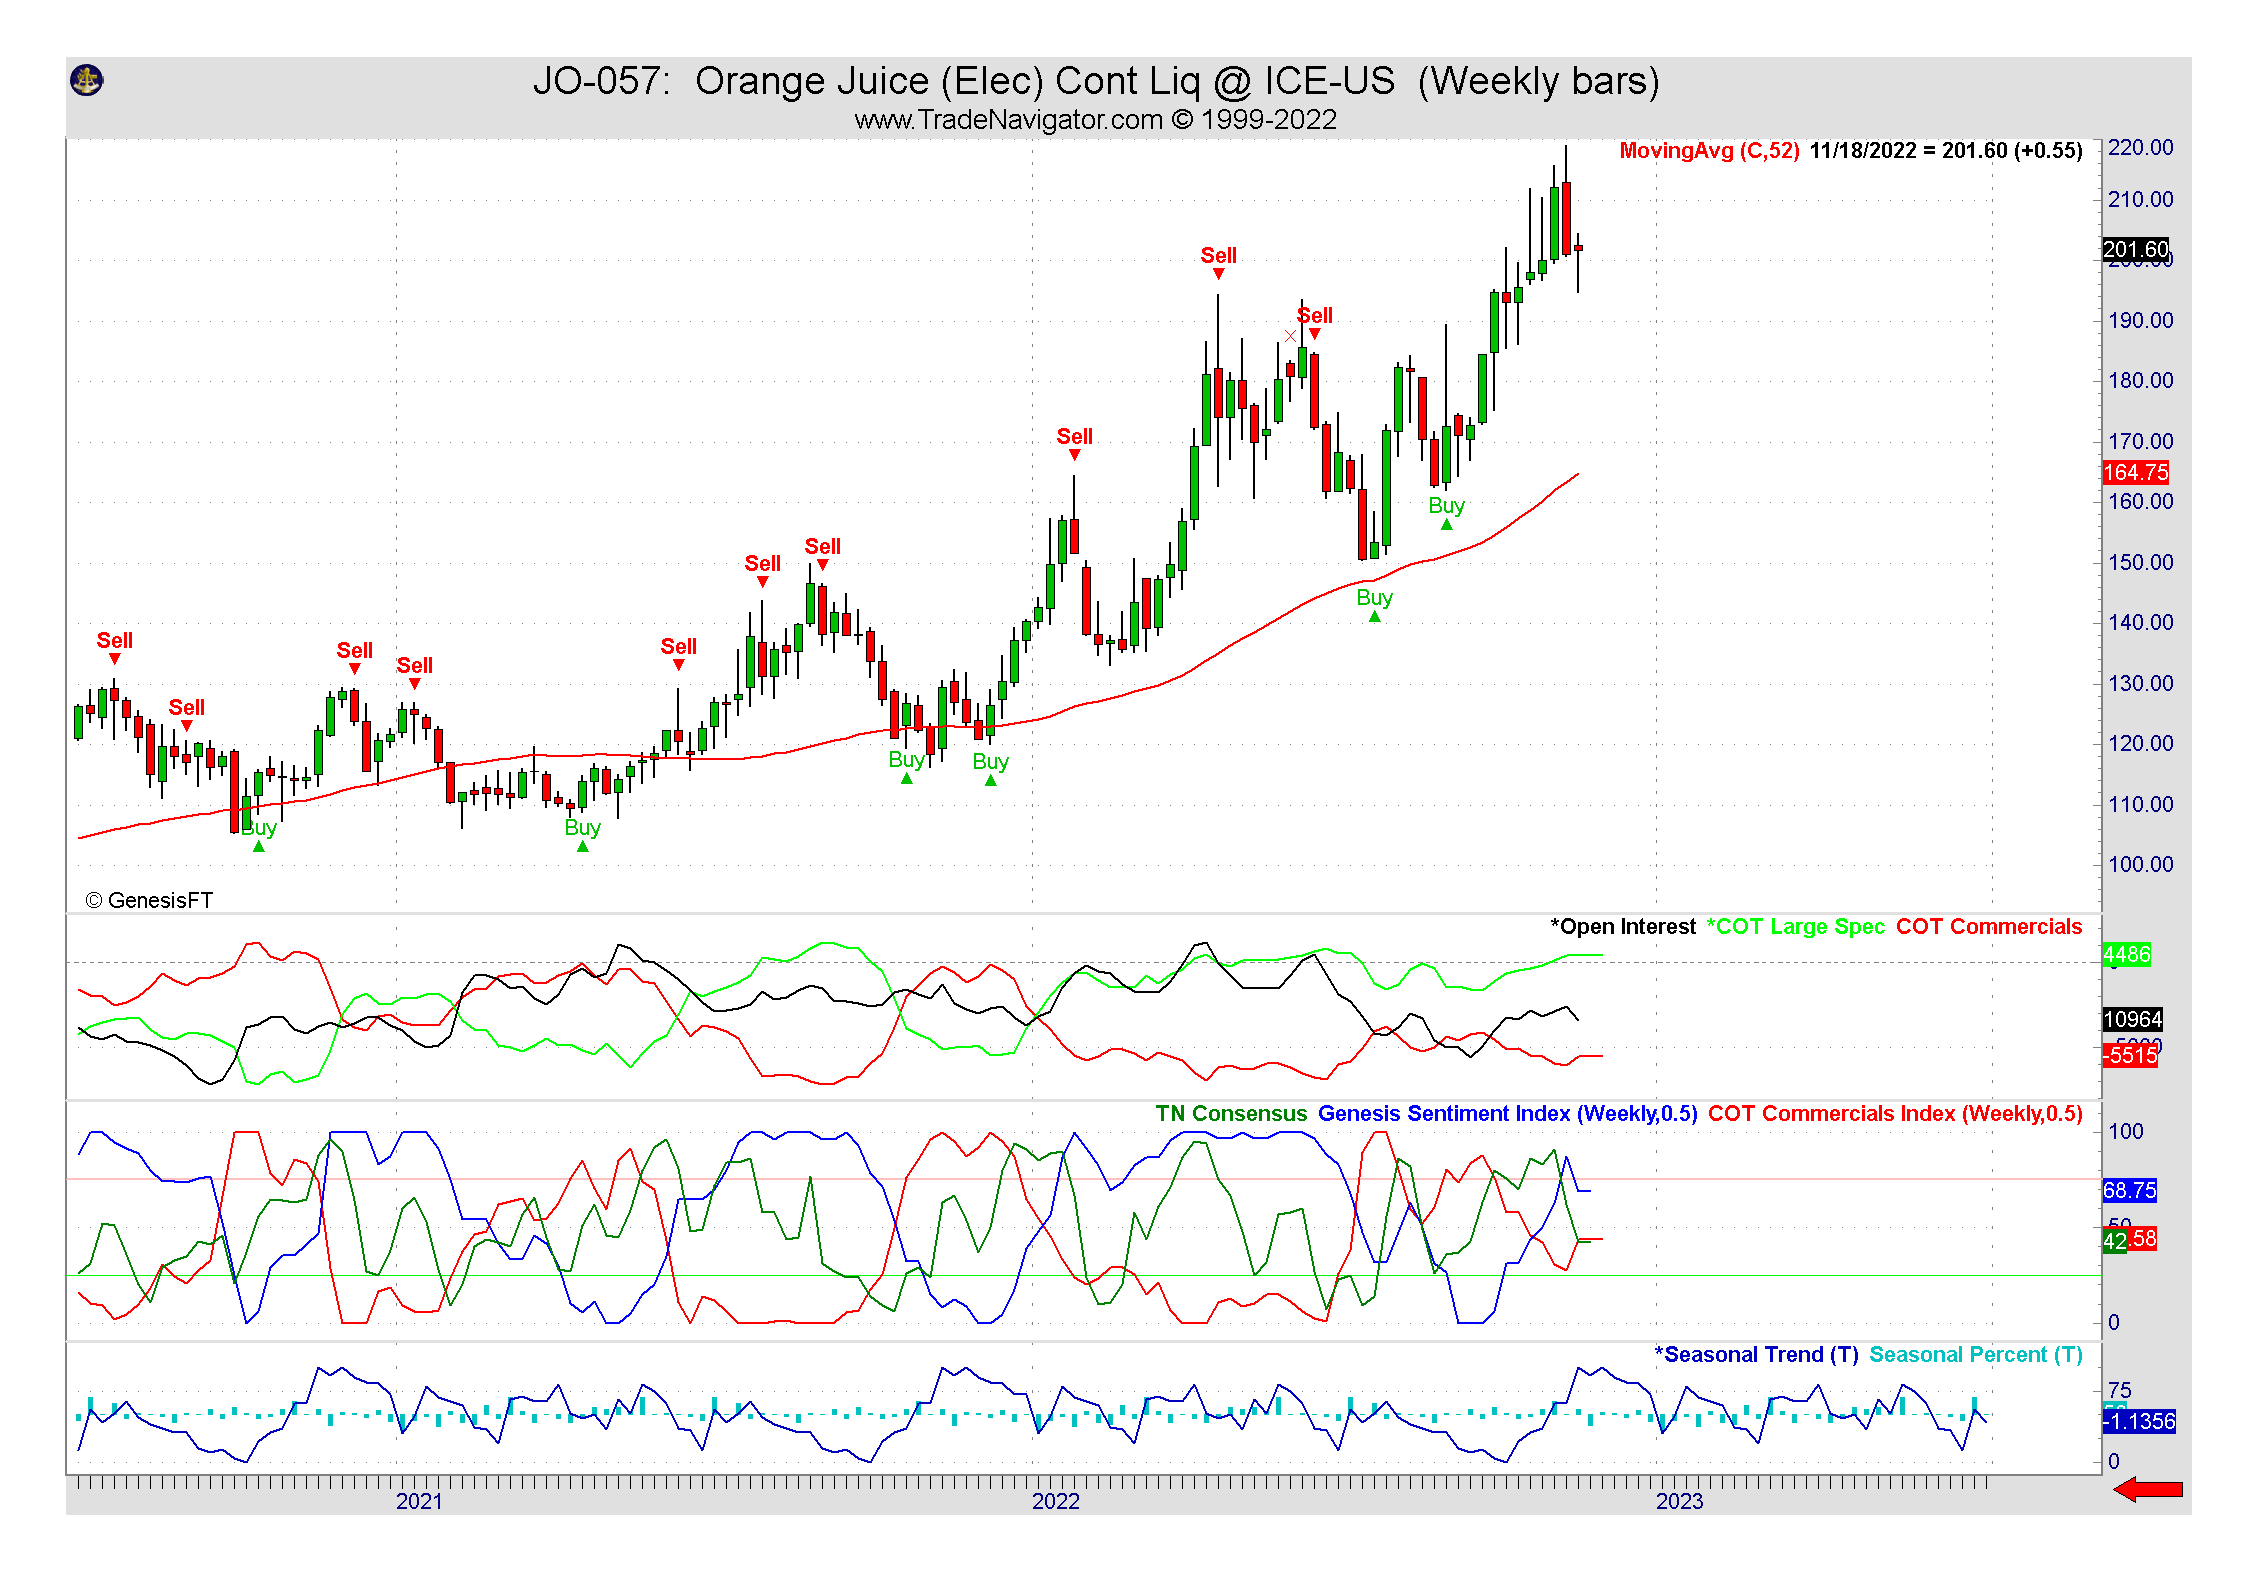 JO-057: Orange Juice (Elec) Cont Liq @ ICE-US (Weekly bars)
www.TradeNavigator.com © 1999-2022
MovingAvg (C,52) 11/18/2022 = 201.60 (+0.55)
220.00
210.00
201.60
190.00
180.00
170.00
164.75
160.00
150.00
140.00
130.00
120.00
110.00
100.00
Sell
Sell
Sell
Sell
Sell
Sell
Sell
Sell
Sell
Sell
Buy
Buy
Buy
Buy
Buy
Buy
© GenesisFT
*Open Interest *COT Large Spec COT Commercials
4486
10964
-5515
TN Consensus Genesis Sentiment Index (Weekly,0.5) COT Commercials Index (Weekly,0.5)
100
68.75
50
42.58
0
*Seasonal Trend (T) Seasonal Percent (T)
75
-1.1356
0
2021 2022 2023